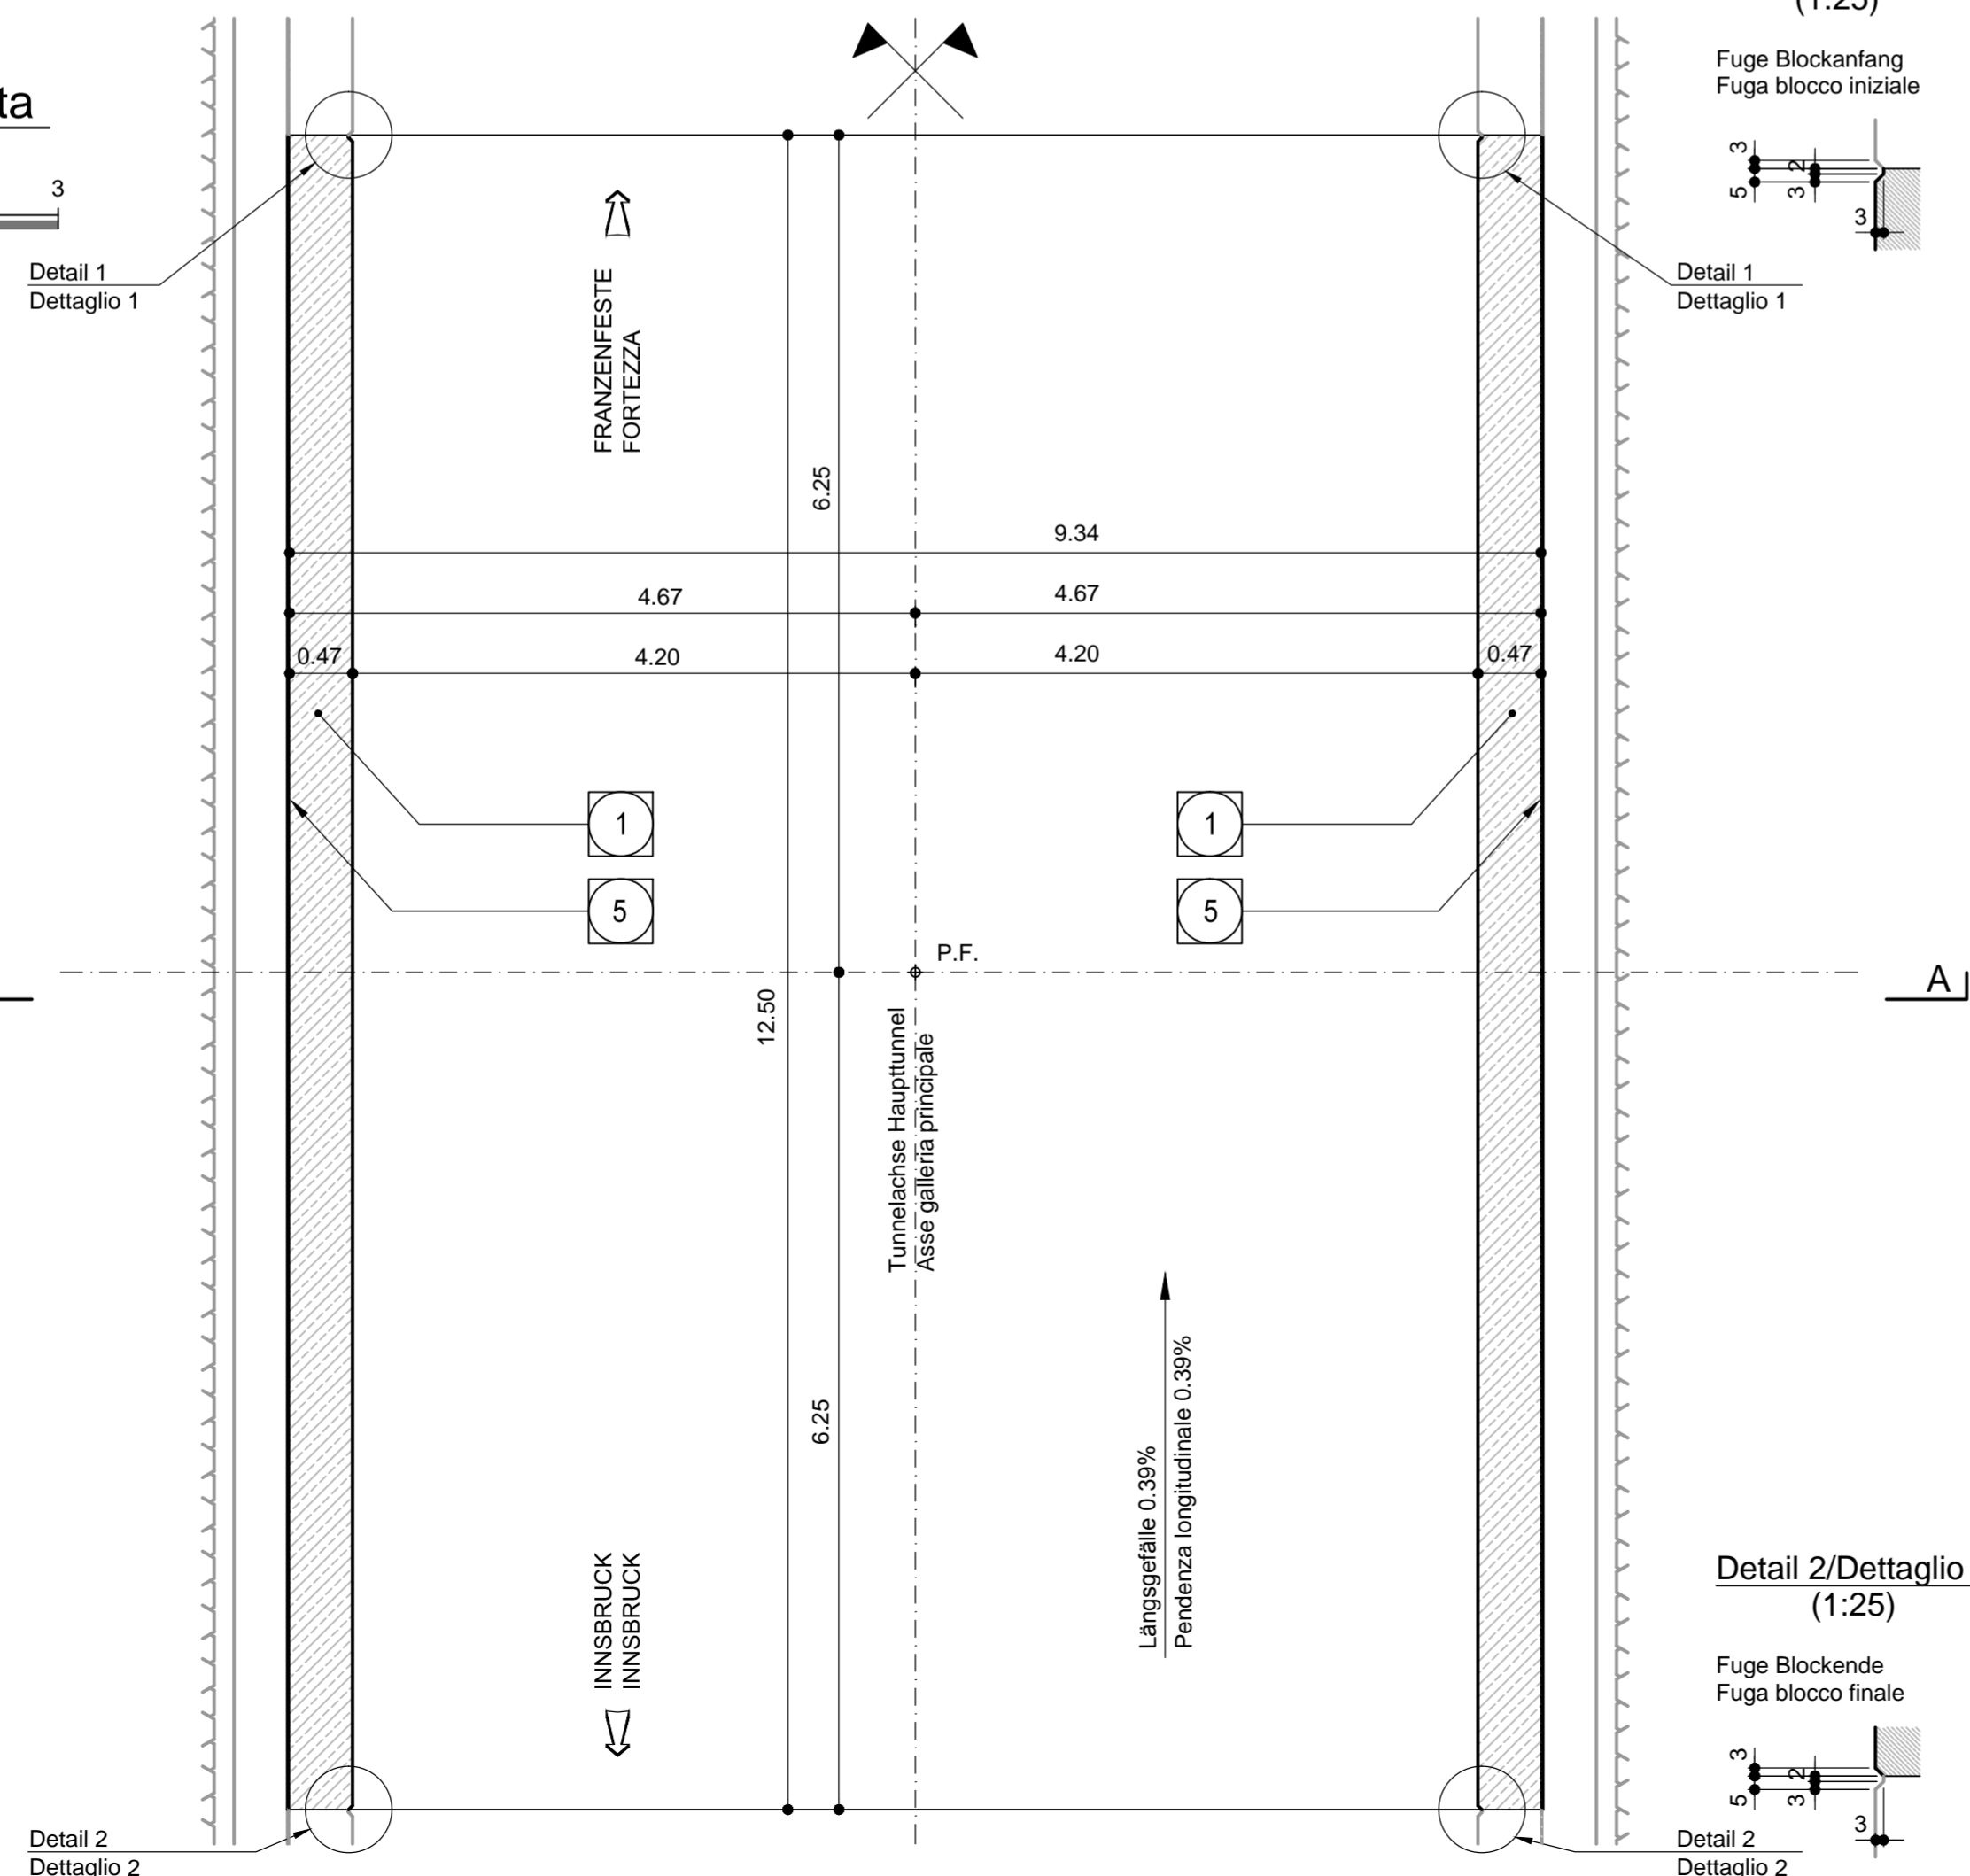 (1:25)
Fuge Blockanfang
Fuga blocco iniziale
ta
3
3
2
5
3
3
Detail 1
Dettaglio 1
Detail 1
Dettaglio 1
FRANZENFESTE
FORTEZZA
6.25
9.34
4.67
4.67
0.47
4.20
4.20
0.47
1
1
5
5
P.F.
A
12.50
Tunnelachse Haupttunnel
Asse galleria principale
Längsgefälle 0.39%
Pendenza longitudinale 0.39%
6.25
INNSBRUCK
INNSBRUCK
Detail 2/Dettaglio
(1:25)
Fuge Blockende
Fuga blocco finale
3
2
5
3
3
Detail 2
Dettaglio 2
Detail 2
Dettaglio 2